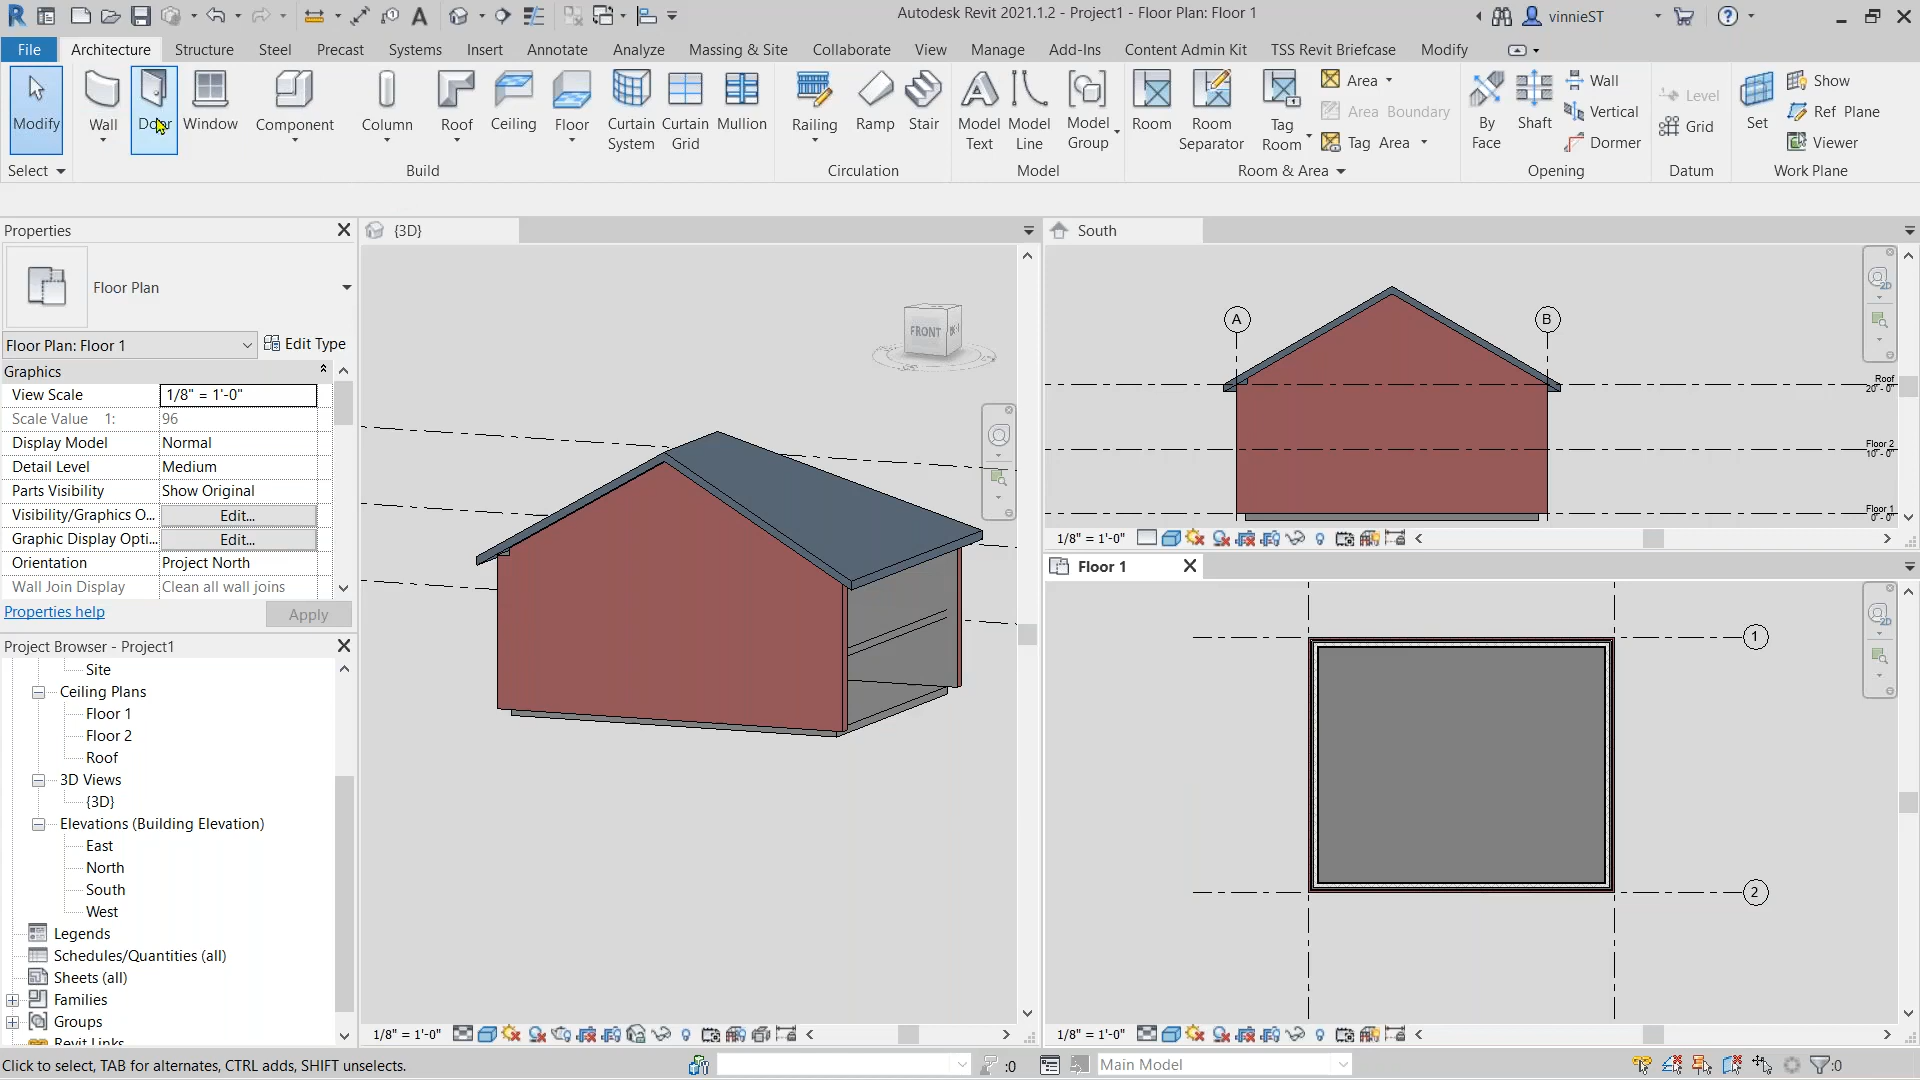 Autodesk Revit 2021.1.2 - Project1 - Floor Plan: Floor 1
vinnieST
File Architecture Structure Steel Precast Systems Insert Annotate Analyze Massing & Site Collaborate View Manage Add-Ins Content Admin Kit TSS Revit Briefcase Modify
Modify
Wall
Door
Window
Component
Column
Roof
Ceiling
Floor
Curtain System
Curtain Grid
Mullion
Railing
Ramp
Stair
Model Text
Model Line
Model Group
Room
Room Separator
Tag Room
Area
Area Boundary
Tag Area
By Face
Shaft
Wall
Vertical
Dormer
Level
Grid
Set
Show
Ref Plane
Viewer
Select
Build
Circulation
Model
Room & Area
Opening
Datum
Work Plane
Properties
Floor Plan
Floor Plan: Floor 1
Edit Type
Graphics
View Scale 1/8" = 1'-0"
Scale Value 1: 96
Display Model Normal
Detail Level Medium
Parts Visibility Show Original
Visibility/Graphics O... Edit...
Graphic Display Opti... Edit...
Orientation Project North
Wall Join Display Clean all wall joins
Properties help
Apply
Project Browser - Project1
Site
Ceiling Plans
Floor 1
Floor 2
Roof
3D Views
{3D}
Elevations (Building Elevation)
East
North
South
West
Legends
Schedules/Quantities (all)
Sheets (all)
Families
Groups
Revit Links
{3D}
FRONT
1/8" = 1'-0"
South
A
B
Roof
20' - 0"
Floor 2
10' - 0"
Floor 1
0' - 0"
2D
1/8" = 1'-0"
Floor 1
1
2
2D
1/8" = 1'-0"
Click to select, TAB for alternates, CTRL adds, SHIFT unselects.
:0
Main Model
:0